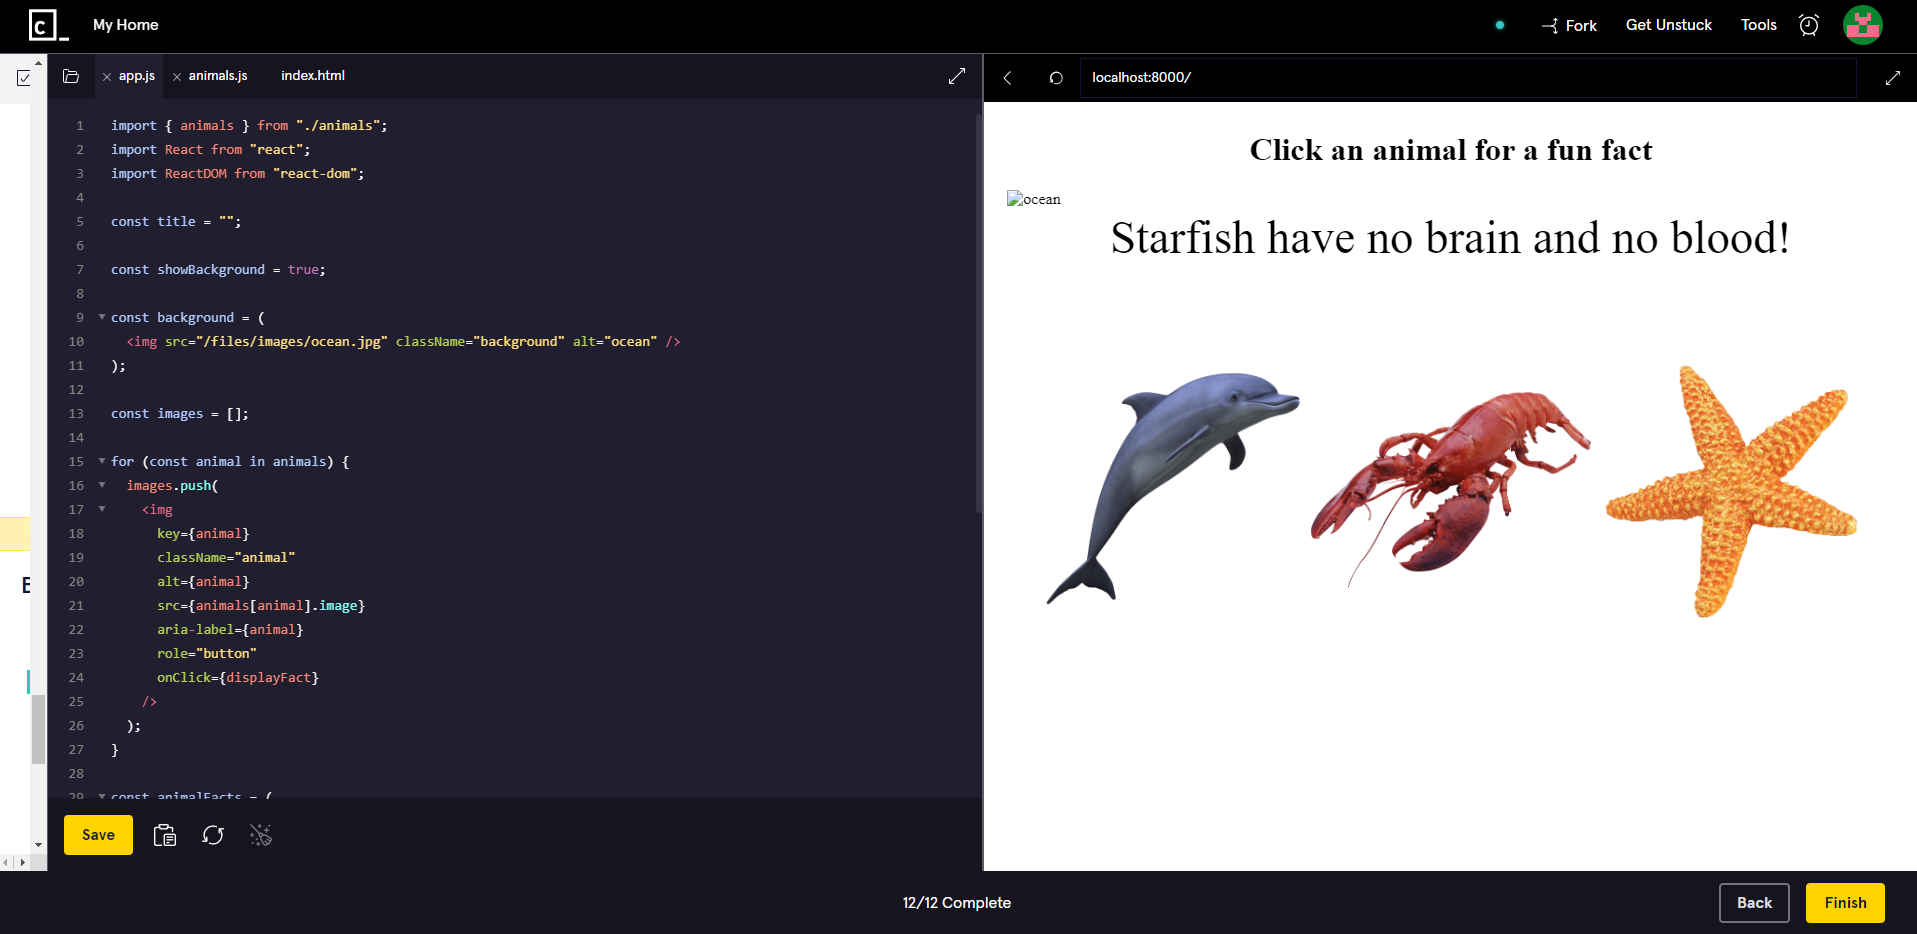 My Home
Fork
Get Unstuck
Tools
app.js
animals.js
index.html
localhost:8000/
1 import { animals } from "./animals";
2 import React from "react";
3 import ReactDOM from "react-dom";
4
5 const title = "";
6
7 const showBackground = true;
8
9 const background = (
10 <img src="/files/images/ocean.jpg" className="background" alt="ocean" />
11 );
12
13 const images = [];
14
15 for (const animal in animals) {
16 images.push(
17 <img
18 key={animal}
19 className="animal"
20 alt={animal}
21 src={animals[animal].image}
22 aria-label={animal}
23 role="button"
24 onClick={displayFact}
25 />
26 );
27 }
28
29 const animalFacts = (
Save
Click an animal for a fun fact
ocean
Starfish have no brain and no blood!
12/12 Complete
Back
Finish